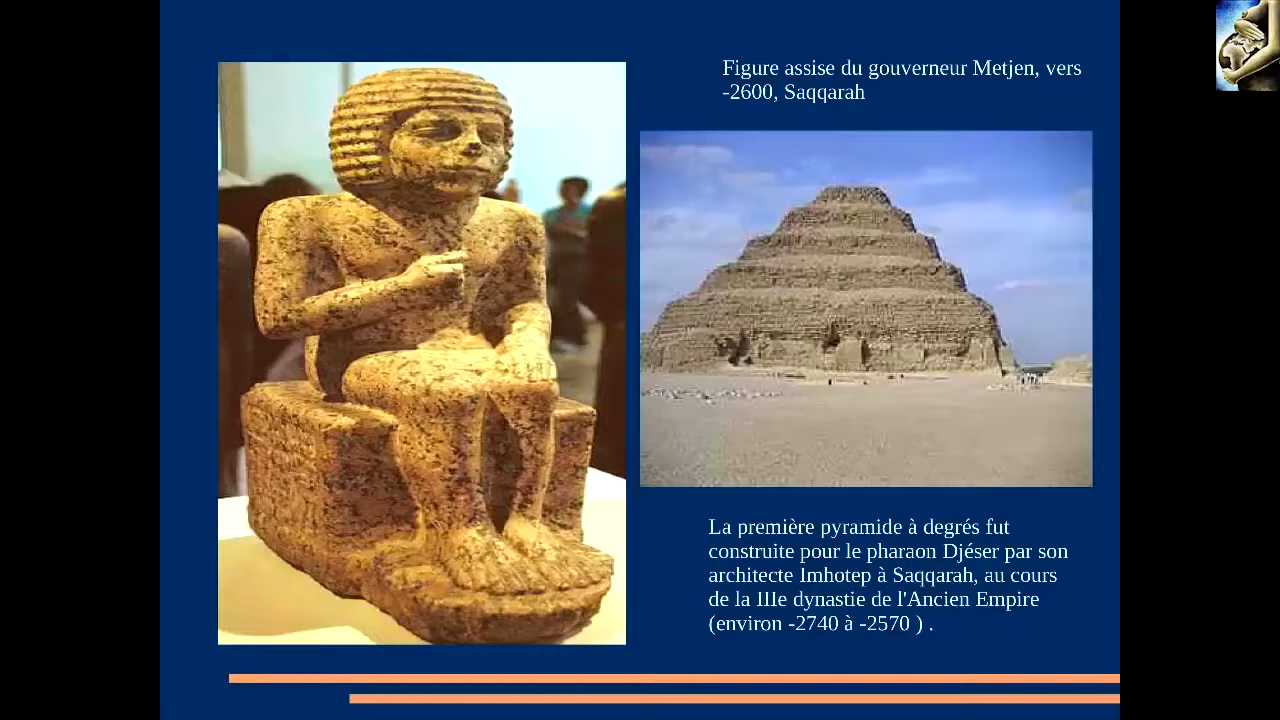 Figure assise du gouverneur Metjen, vers
-2600, Saqqarah
La première pyramide à degrés fut
construite pour le pharaon Djéser par son
architecte Imhotep à Saqqarah, au cours
de la IIIe dynastie de l'Ancien Empire
(environ -2740 à -2570 ) .